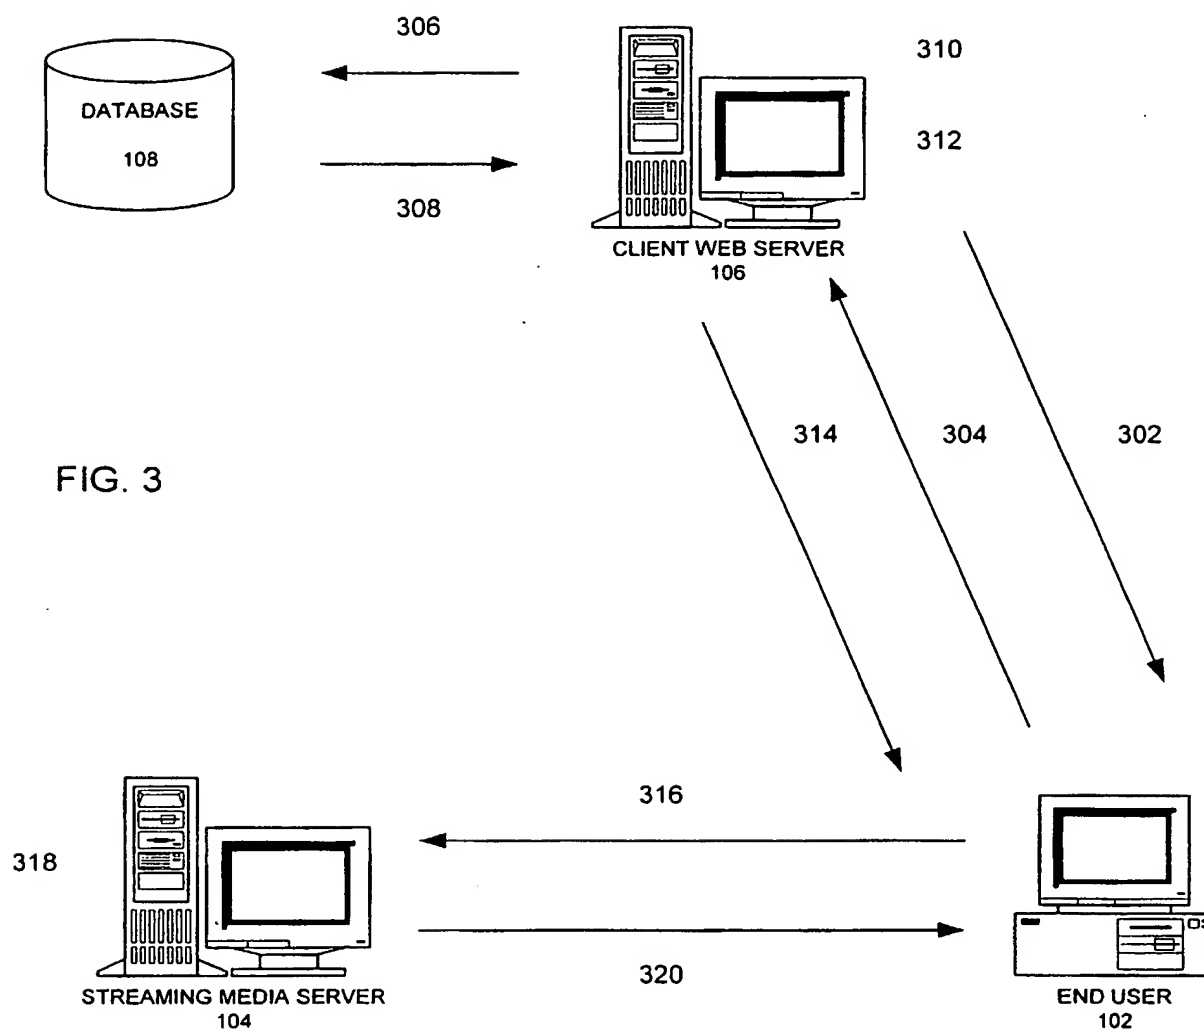 306
310
DATABASE
108
312
308
CLIENT WEB SERVER
106
314
304
302
FIG. 3
316
318
320
STREAMING MEDIA SERVER
104
END USER
102